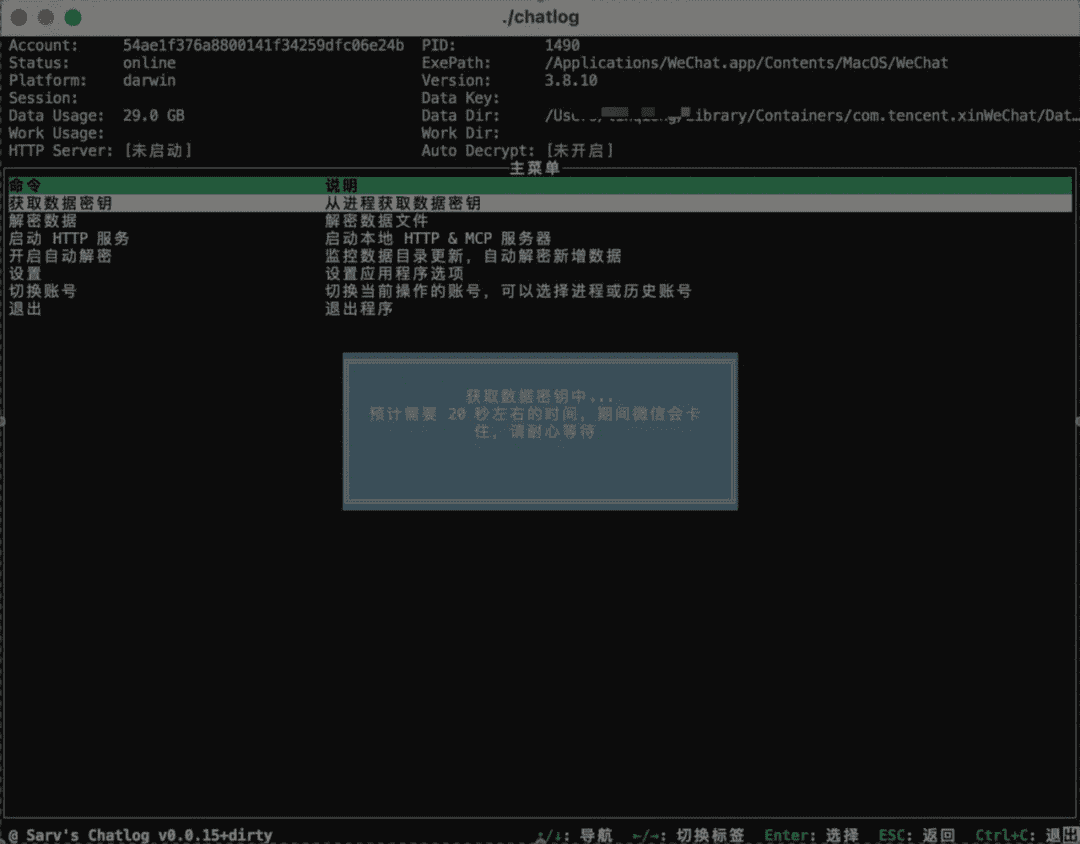 ./chatlog
Account: 54ae1f376a8800141f34259dfc06e24b PID: 1490
Status: online ExePath: /Applications/WeChat.app/Contents/MacOS/WeChat
Platform: darwin Version: 3.8.10
Session: Data Key:
Data Usage: 29.0 GB Data Dir: Library/Containers/com.tencent.xinWeChat/Dat…
Work Usage: Work Dir:
HTTP Server: [未启动] Auto Decrypt: [未开启]
主菜单
命令 说明
获取数据密钥 从进程获取数据密钥
解密数据 解密数据文件
启动 HTTP 服务 启动本地 HTTP & MCP 服务器
开启自动解密 监控数据目录更新，自动解密新增数据
设置 设置应用程序选项
切换账号 切换当前操作的账号，可以选择进程或历史账号
退出 退出程序
获取数据密钥中...
预计需要 20 秒左右的时间，期间微信会卡
住，请耐心等待
@ Sarv's Chatlog v0.0.15+dirty ↑/↓: 导航 ←/→: 切换标签 Enter: 选择 ESC: 返回 Ctrl+C: 退出